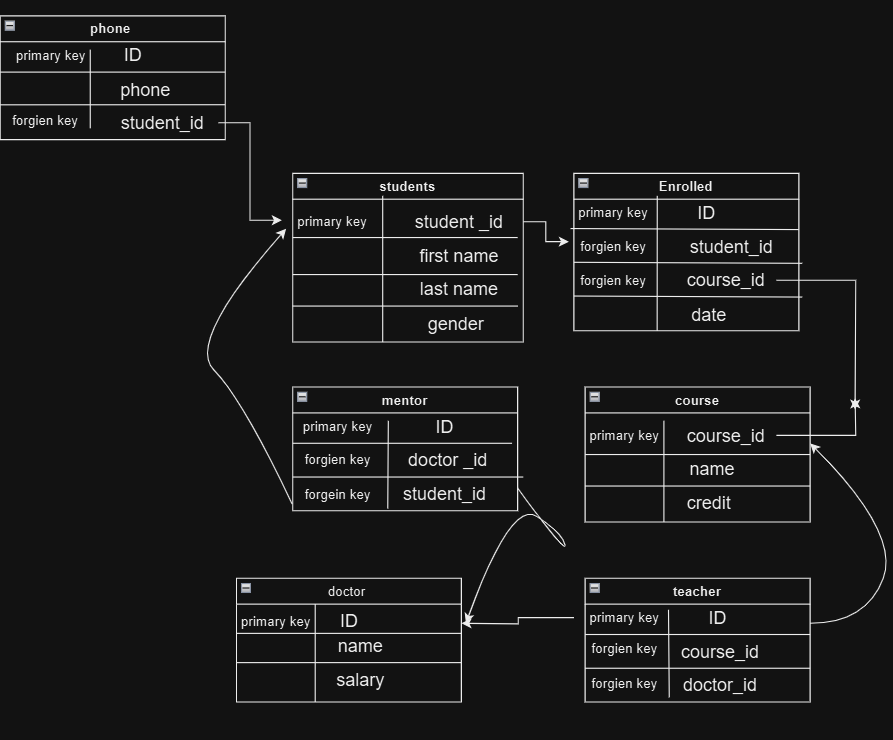 phone
primary key ID
phone
forgien key student_id
students
primary key student _id
first name
last name
gender
Enrolled
primary key ID
forgien key student_id
forgien key course_id
date
mentor
primary key ID
forgien key doctor _id
forgein key student_id
course
primary key course_id
name
credit
doctor
primary key ID
name
salary
teacher
primary key ID
forgien key course_id
forgien key doctor_id